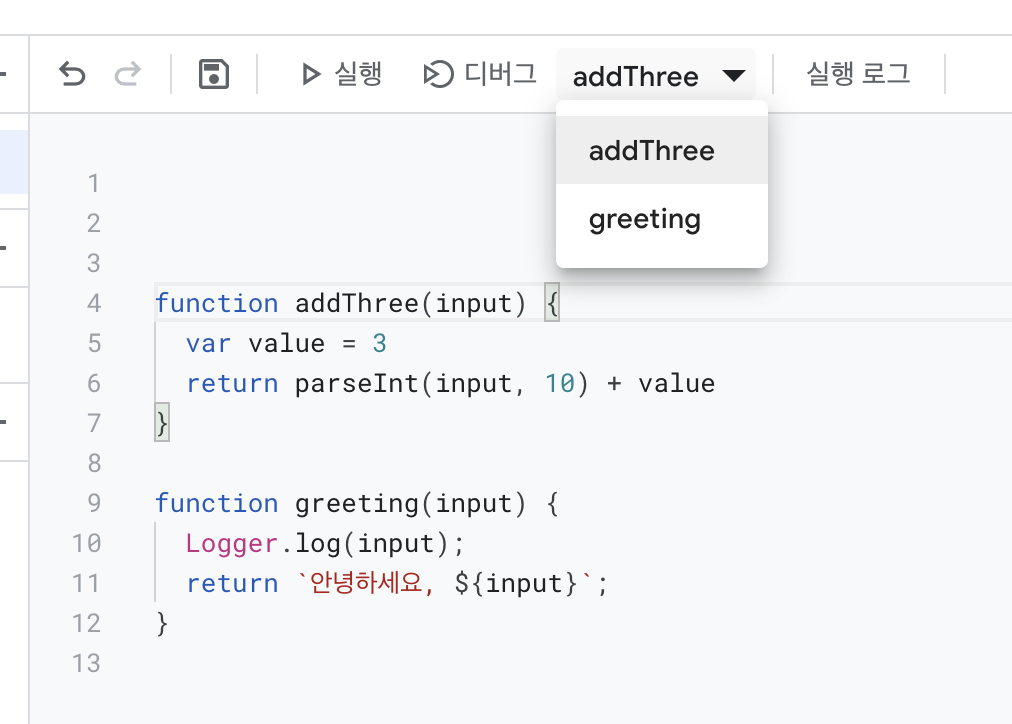 실행 디버그 addThree 실행 로그
addThree
greeting
1
2
3
4 function addThree(input) {
5 var value = 3
6 return parseInt(input, 10) + value
7 }
8
9 function greeting(input) {
10 Logger.log(input);
11 return `안녕하세요, ${input}`;
12 }
13